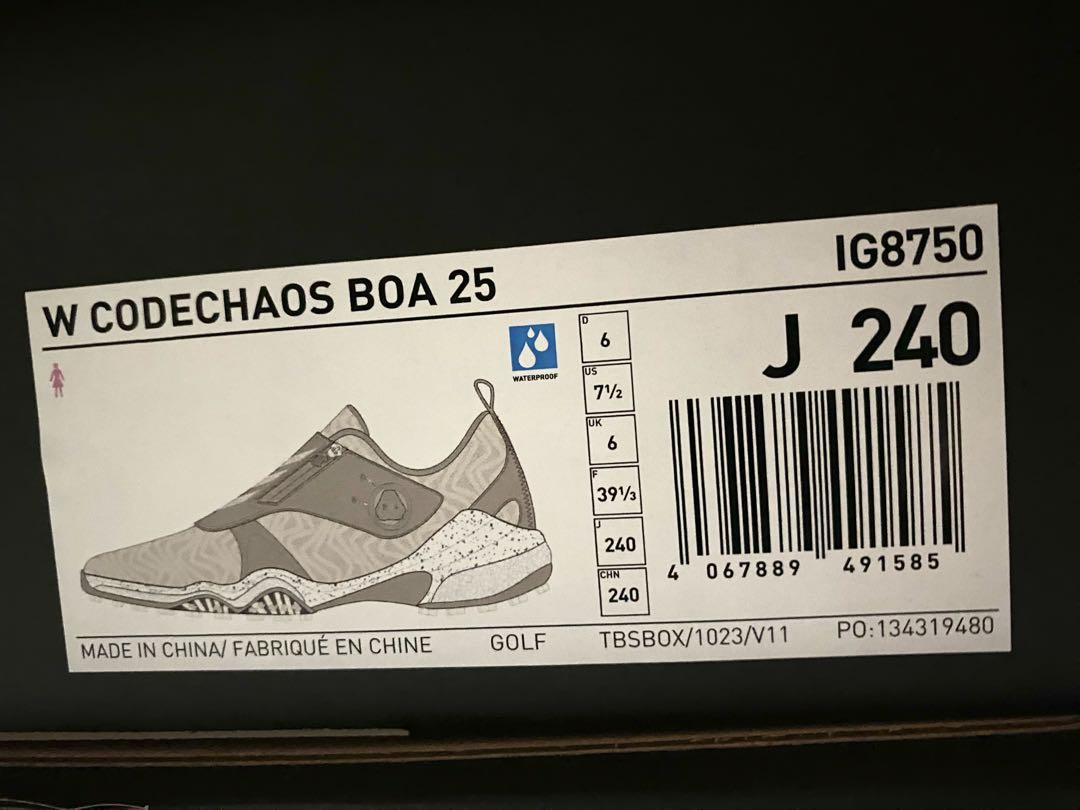 W CODECHAOS BOA 25
IG8750
WATERPROOF
D
6
US
7½
UK
6
F
39⅓
J
240
CHN
240
J 240
4 067889 491585
MADE IN CHINA/ FABRIQUÉ EN CHINE
GOLF
TBSBOX/1023/V11
PO:134319480